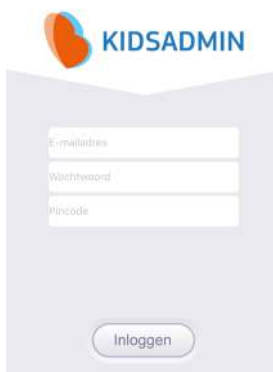 KIDSADMIN
E-mailadres
Wachtwoord
Pincode
Inloggen